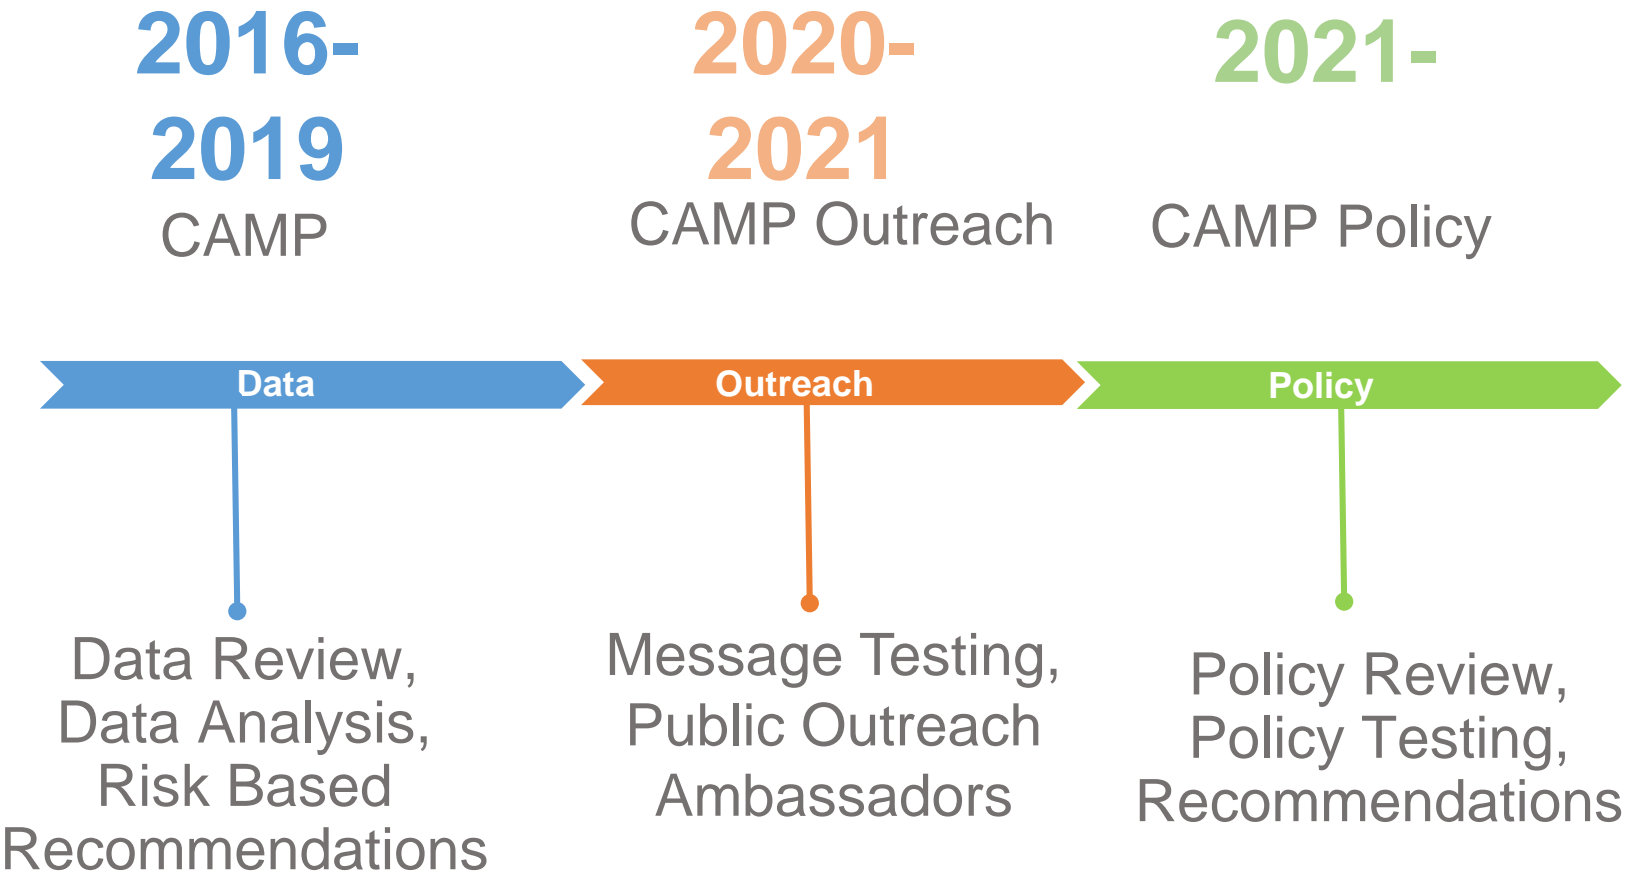 2016-
2019
CAMP
2020-
2021
CAMP Outreach
2021-
CAMP Policy
Data
Outreach
Policy
Data Review,
Data Analysis,
Risk Based
Recommendations
Message Testing,
Public Outreach
Ambassadors
Policy Review,
Policy Testing,
Recommendations